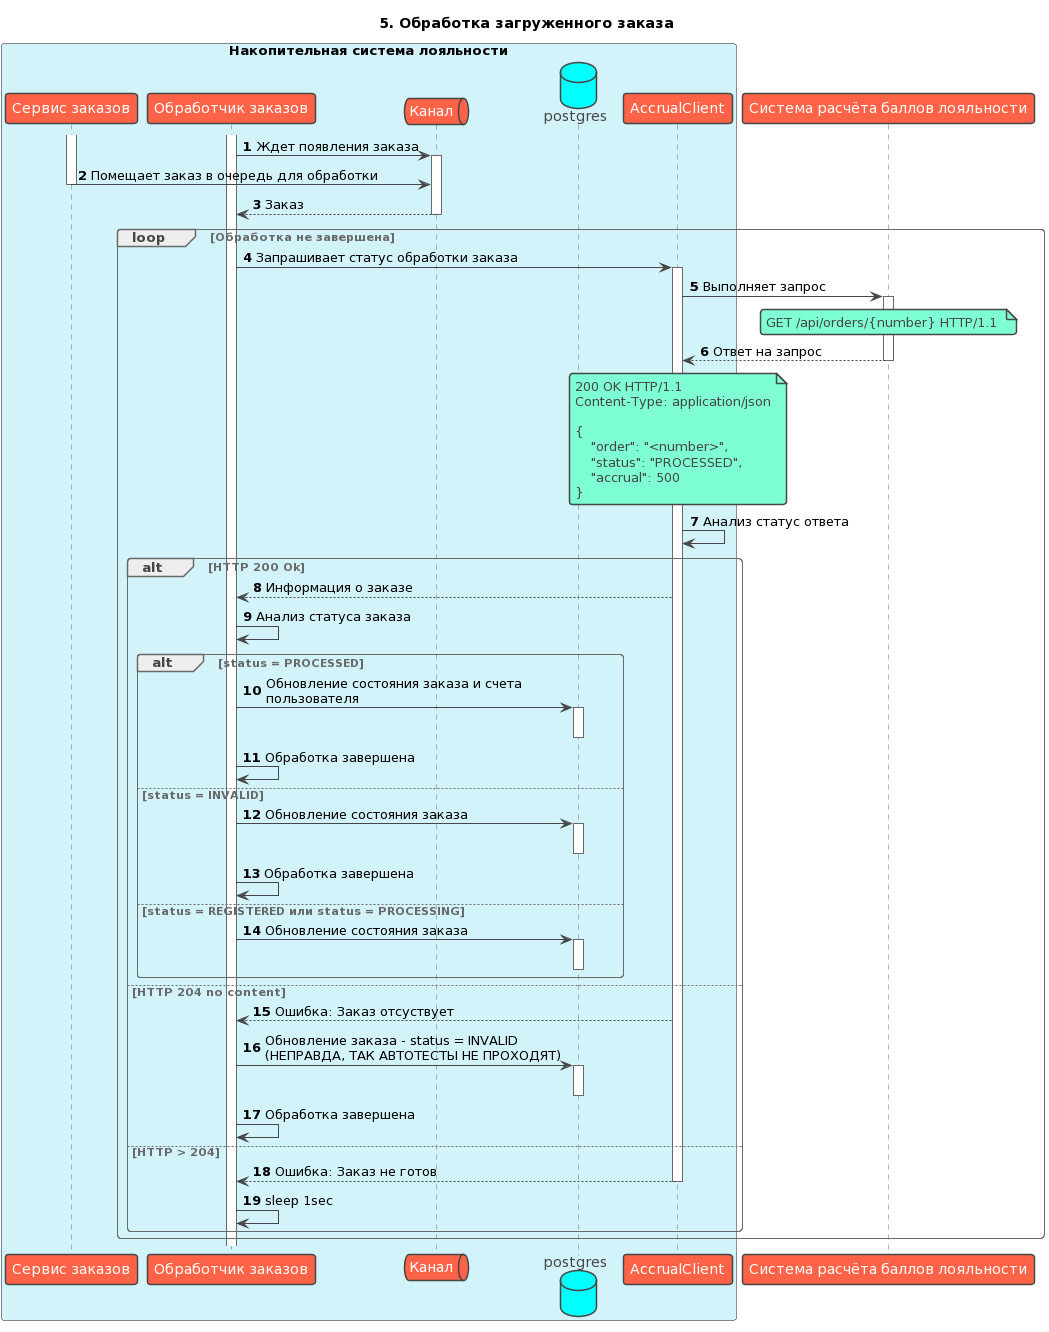 5. Обработка загруженного заказа
Накопительная система лояльности
Сервис заказов
Обработчик заказов
Канал
postgres
AccrualClient
Система расчёта баллов лояльности
1 Ждет появления заказа
2 Помещает заказ в очередь для обработки
3 Заказ
loop [Обработка не завершена]
4 Запрашивает статус обработки заказа
5 Выполняет запрос
GET /api/orders/{number} HTTP/1.1
6 Ответ на запрос
200 OK HTTP/1.1
Content-Type: application/json
{
"order": "<number>",
"status": "PROCESSED",
"accrual": 500
}
7 Анализ статус ответа
alt [HTTP 200 Ok]
8 Информация о заказе
9 Анализ статуса заказа
alt [status = PROCESSED]
10 Обновление состояния заказа и счета
пользователя
11 Обработка завершена
[status = INVALID]
12 Обновление состояния заказа
13 Обработка завершена
[status = REGISTERED или status = PROCESSING]
14 Обновление состояния заказа
[HTTP 204 no content]
15 Ошибка: Заказ отсуствует
16 Обновление заказа - status = INVALID
(НЕПРАВДА, ТАК АВТОТЕСТЫ НЕ ПРОХОДЯТ)
17 Обработка завершена
[HTTP > 204]
18 Ошибка: Заказ не готов
19 sleep 1sec
Сервис заказов
Обработчик заказов
Канал
postgres
AccrualClient
Система расчёта баллов лояльности